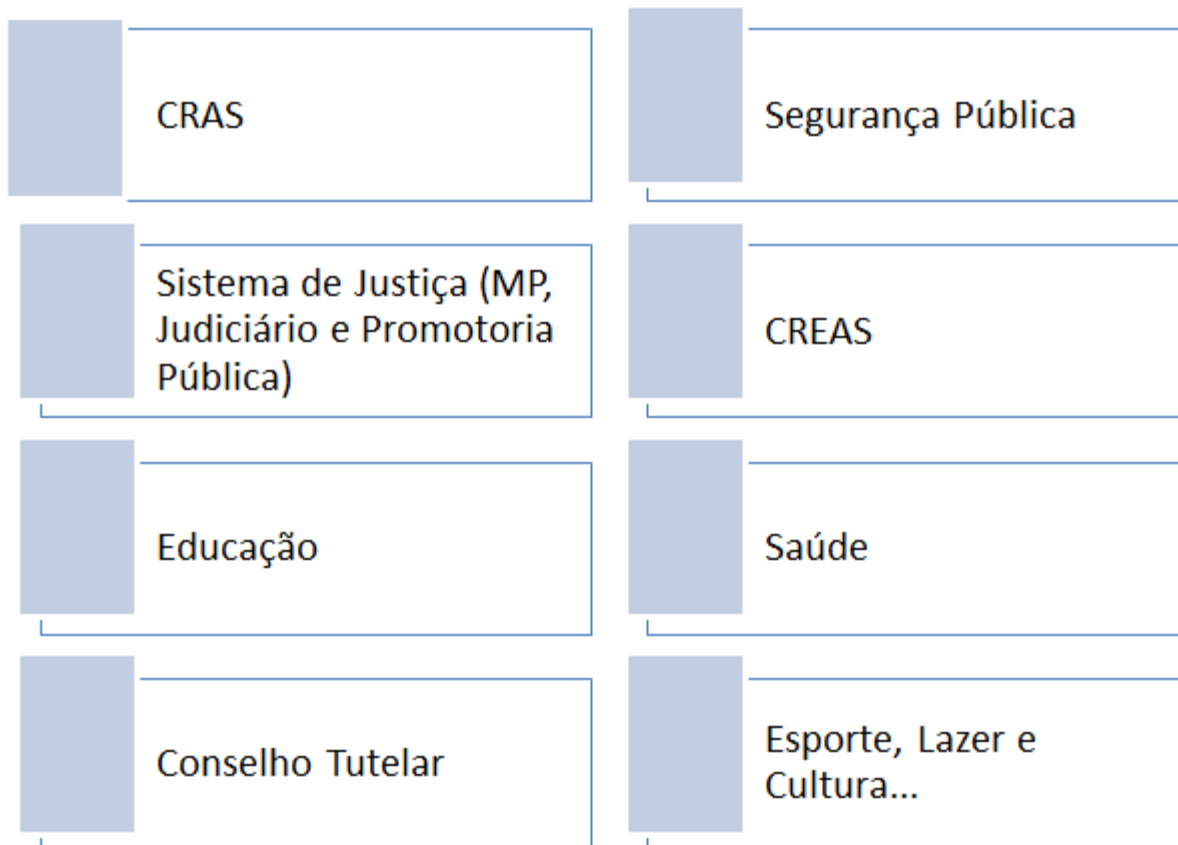 CRAS
Segurança Pública
Sistema de Justiça (MP,
Judiciário e Promotoria
Pública)
CREAS
Educação
Saúde
Conselho Tutelar
Esporte, Lazer e
Cultura...